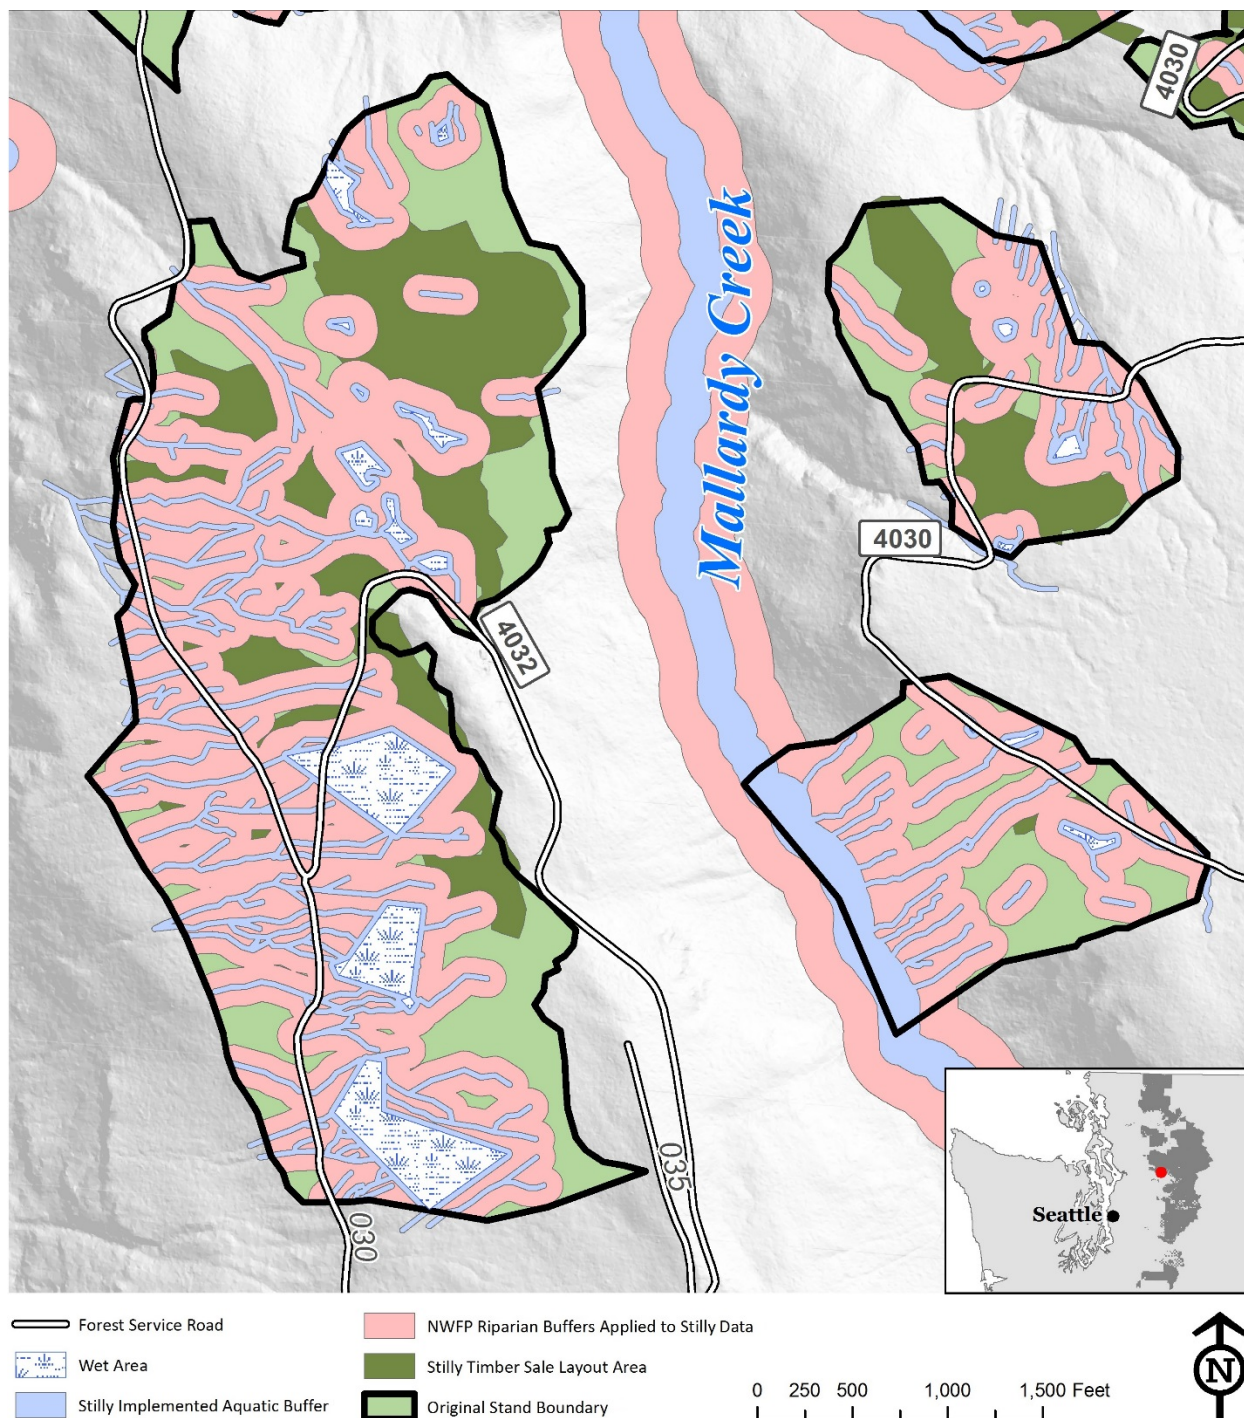 4030
Mallardy Creek
4030
4032
035
030
Seattle
Forest Service Road
Wet Area
Stilly Implemented Aquatic Buffer
NWFP Riparian Buffers Applied to Stilly Data
Stilly Timber Sale Layout Area
Original Stand Boundary
0 250 500 1,000 1,500 Feet
N